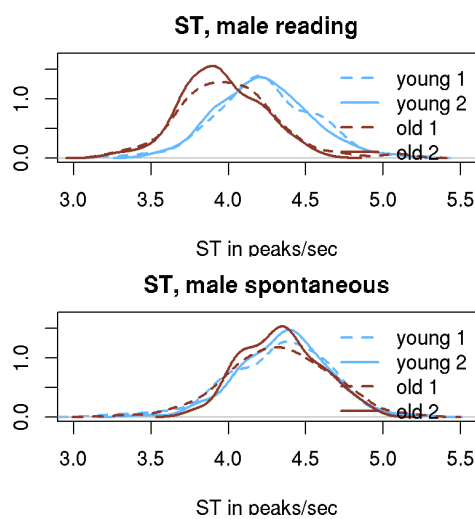 ST, male reading
young 1
young 2
old 1
old 2
0.0 1.0
3.0 3.5 4.0 4.5 5.0 5.5
ST in peaks/sec
ST, male spontaneous
young 1
young 2
old 1
old 2
0.0 1.0
3.0 3.5 4.0 4.5 5.0 5.5
ST in peaks/sec